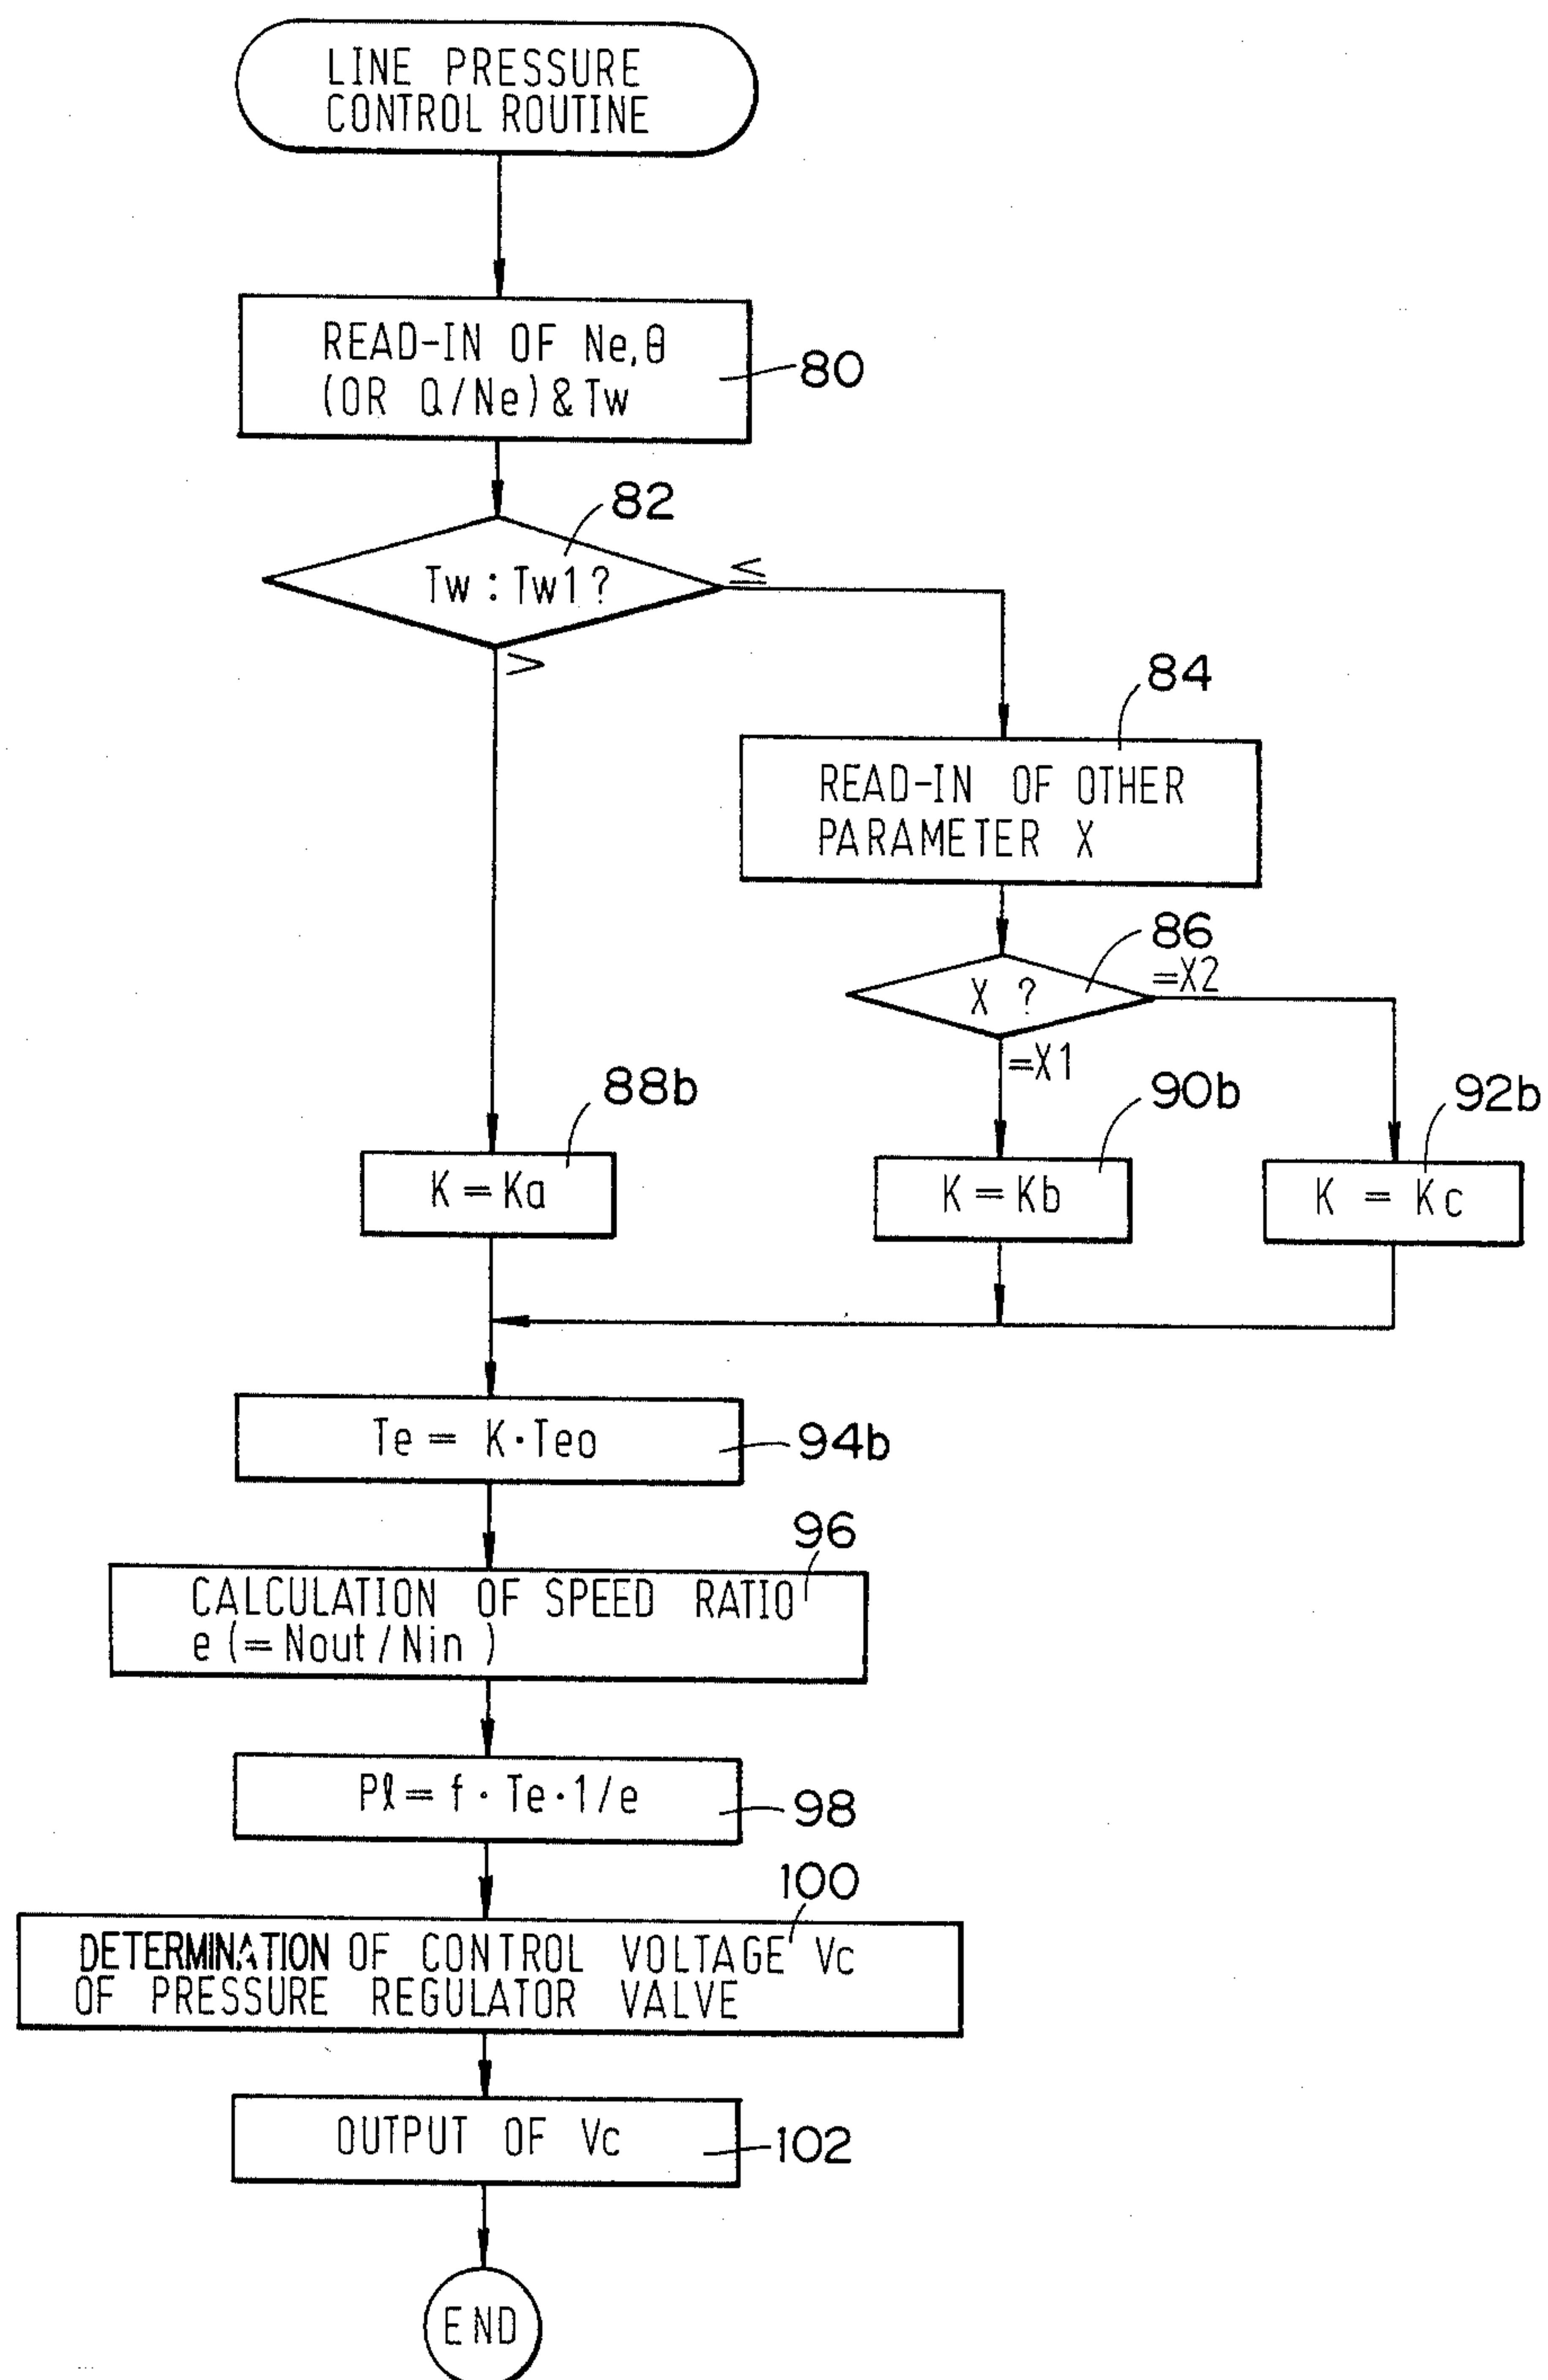 LINE PRESSURE
CONTROL ROUTINE
READ-IN OF Ne,θ
(OR Q/Ne)&Tw
80
82
Tw : Tw1?
≤
>
84
READ-IN OF OTHER
PARAMETER X
86
X ?
=X2
=X1
88b
90b
92b
K = Ka
K = Kb
K = Kc
Te = K·Teo
94b
96
CALCULATION OF SPEED RATIO
e (= Nout / Nin )
Pℓ = f · Te · 1/e
98
100
DETERMINATION OF CONTROL VOLTAGE Vc
OF PRESSURE REGULATOR VALVE
OUTPUT OF Vc
102
END